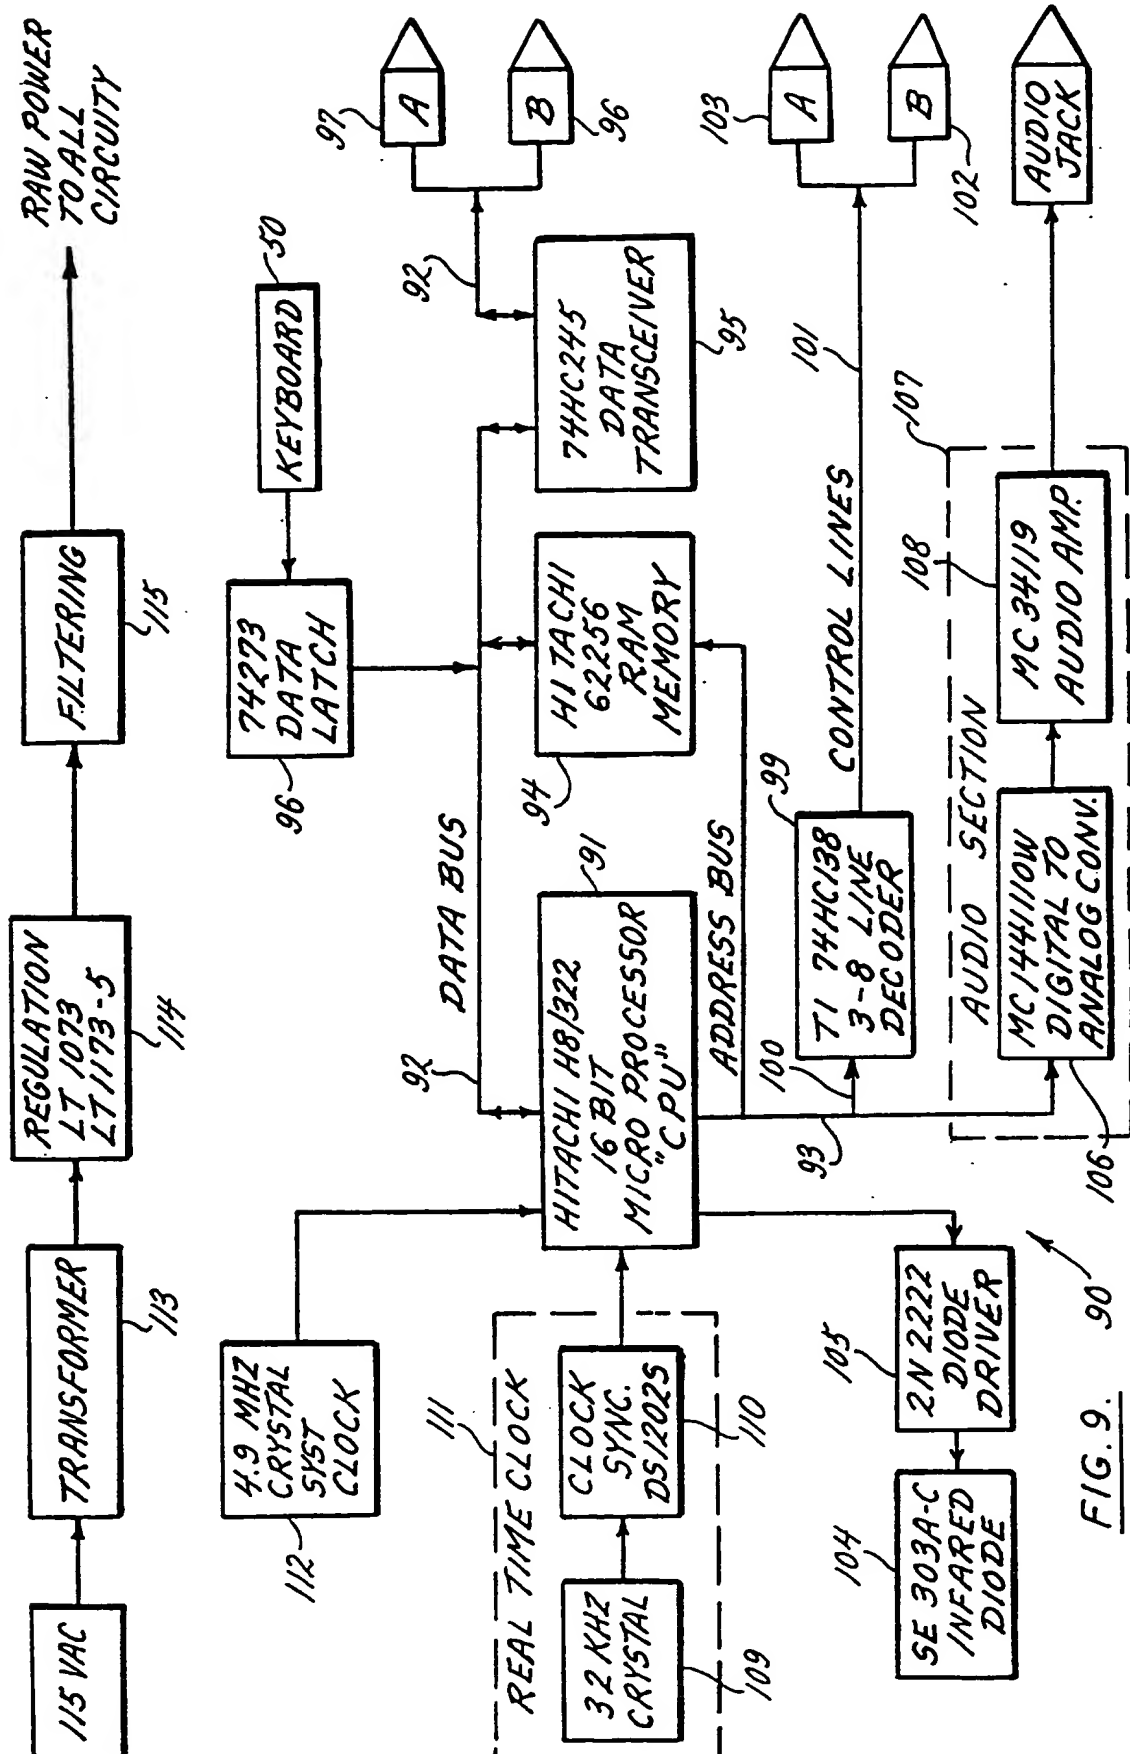 115 VAC
TRANSFORMER
113
REGULATION
LT 1073
LT 1173-5
114
FILTERING
115
RAW POWER
TO ALL
CIRCUITY
4.9 MHZ
CRYSTAL
SYST
CLOCK
112
74273
DATA
LATCH
96
KEYBOARD
50
97
A
B
96
DATA BUS
92
92
REAL TIME CLOCK
111
32 KHZ
CRYSTAL
109
CLOCK
SYNC.
DS1202S
110
HITACHI H8/322
16 BIT
MICRO PROCESSOR
"CPU"
91
HITACHI
62256
RAM
MEMORY
94
74HC245
DATA
TRANSCEIVER
95
ADDRESS BUS
100
93
TI 74HC138
3-8 LINE
DECODER
99
CONTROL LINES
101
103
A
B
102
SE 303A-C
INFARED
DIODE
104
2N 2222
DIODE
DRIVER
105
AUDIO SECTION
107
MC144110W
DIGITAL TO
ANALOG CONV.
106
MC 34119
AUDIO AMP.
108
AUDIO
JACK
90
FIG. 9.